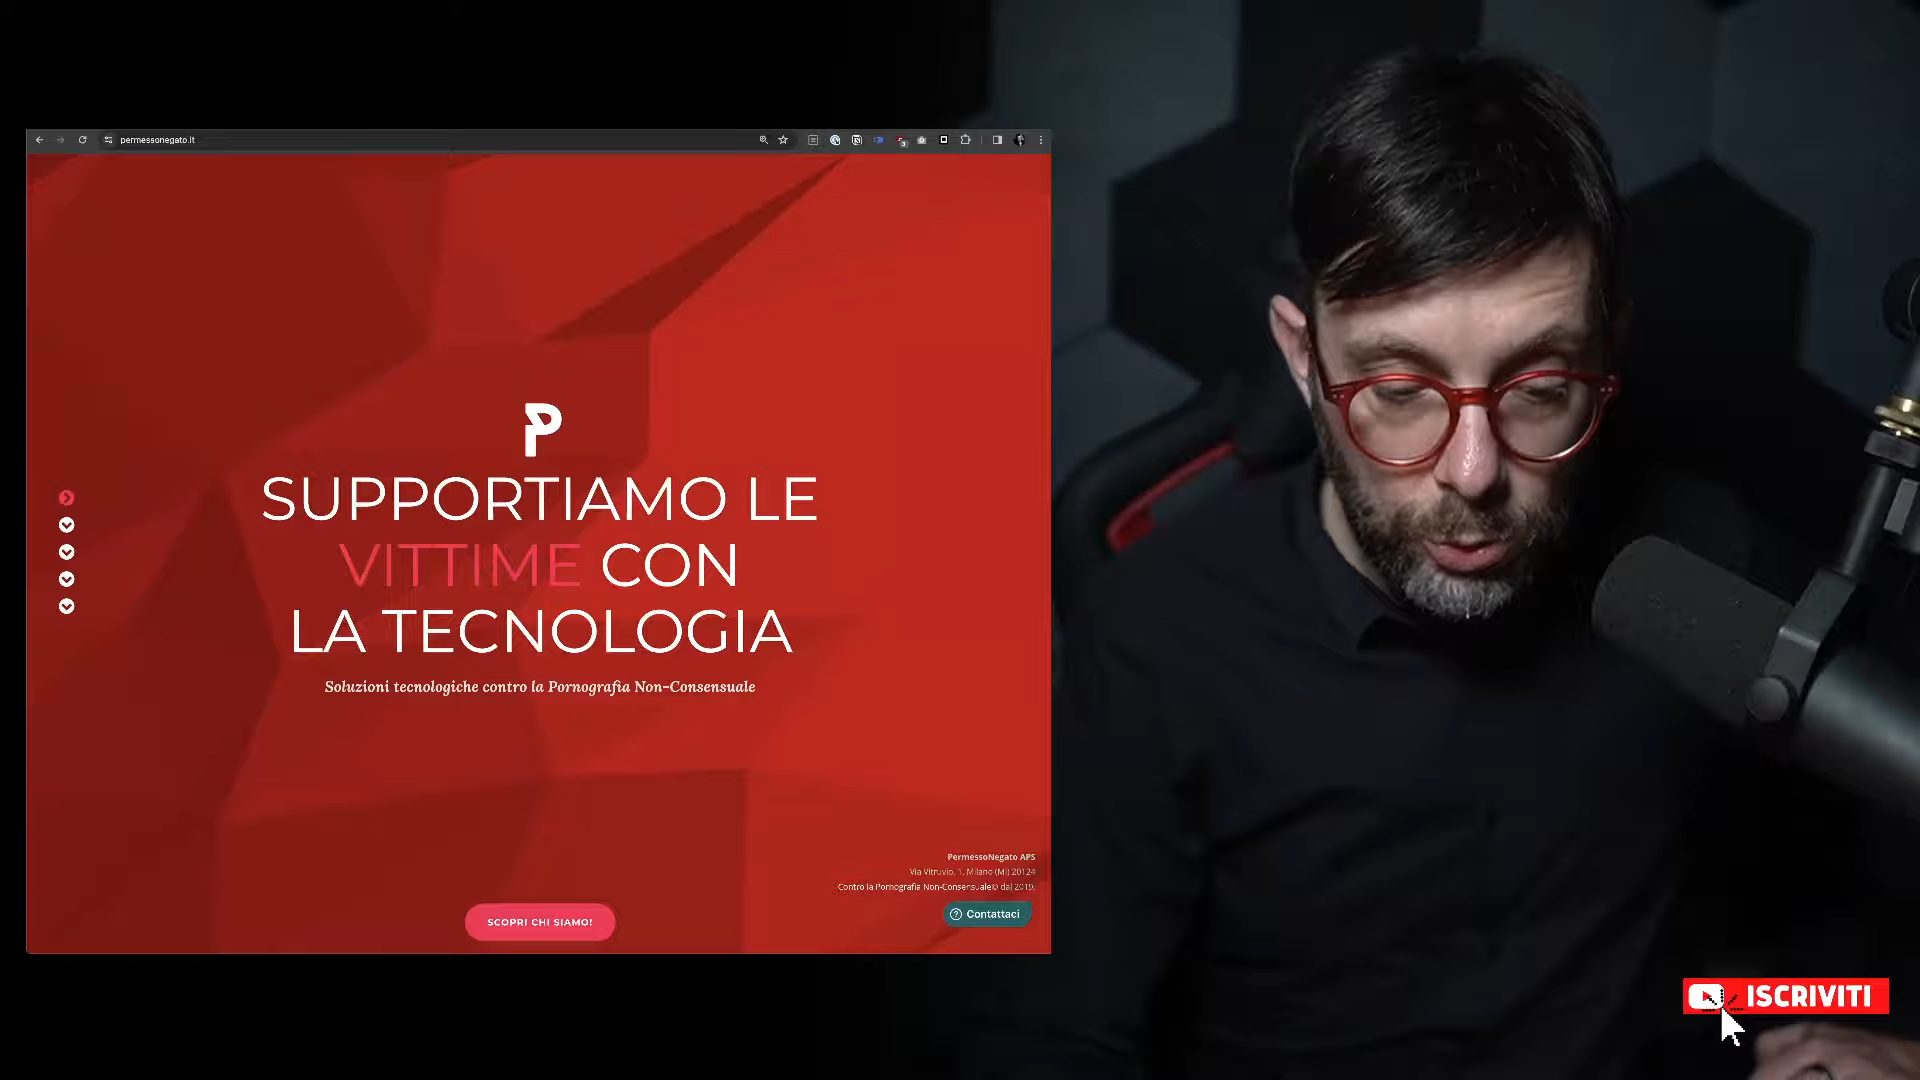 permessonegato.it
SUPPORTIAMO LE
VITTIME CON
LA TECNOLOGIA
Soluzioni tecnologiche contro la Pornografia Non-Consensuale
PermessoNegato APS
Via Vitruvio, 1, Milano (MI) 20124
Contro la Pornografia Non-Consensuale© dal 2019.
Contattaci
SCOPRI CHI SIAMO!
ISCRIVITI